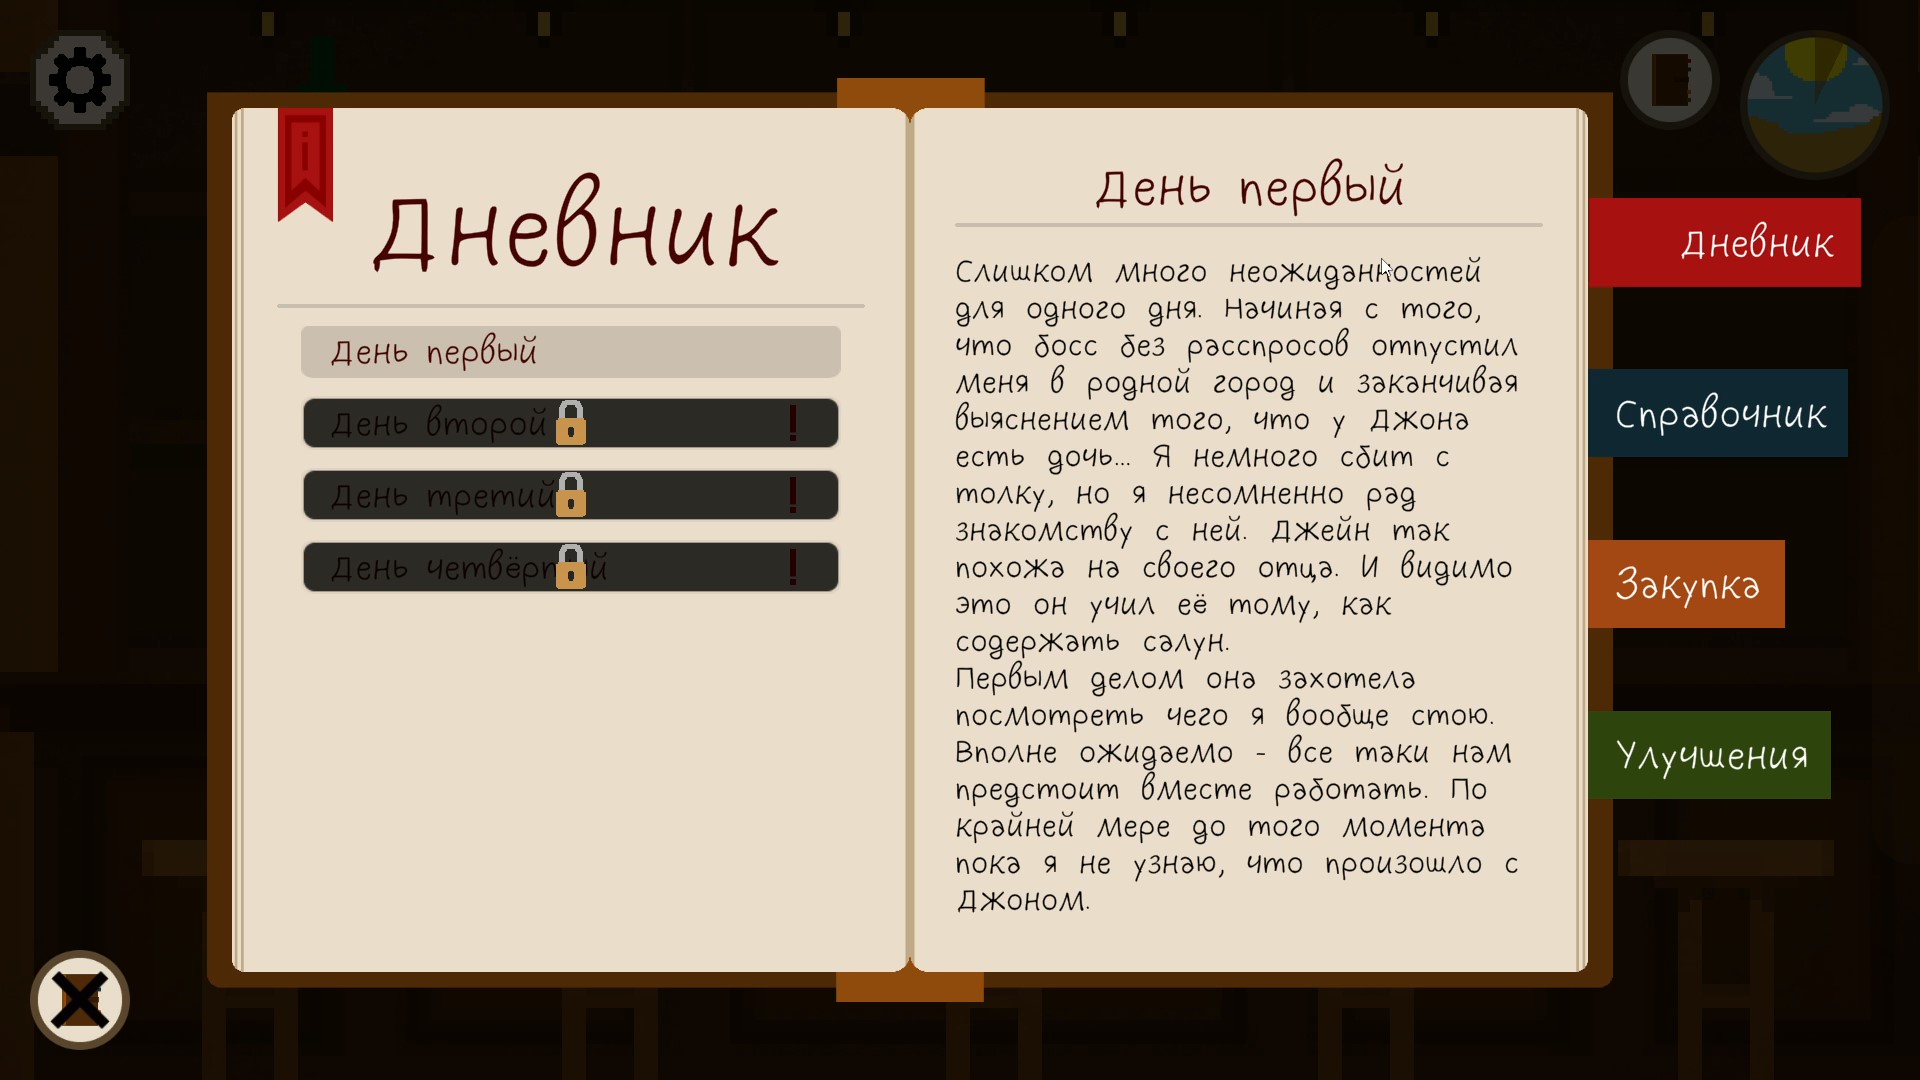 Дневник
День первый
День второй !
День третий !
День четвёртый !
День первый
Слишком много неожиданностей
для одного дня. Начиная с того,
что босс без расспросов отпустил
меня в родной город и заканчивая
выяснением того, что у Джона
есть дочь... Я немного сбит с
толку, но я несомненно рад
знакомству с ней. Джейн так
похожа на своего отца. И видимо
это он учил её тому, как
содержать салун.
Первым делом она захотела
посмотреть чего я вообще стою.
Вполне ожидаемо - все таки нам
предстоит вместе работать. По
крайней мере до того момента
пока я не узнаю, что произошло с
Джоном.
Дневник
Справочник
Закупка
Улучшения